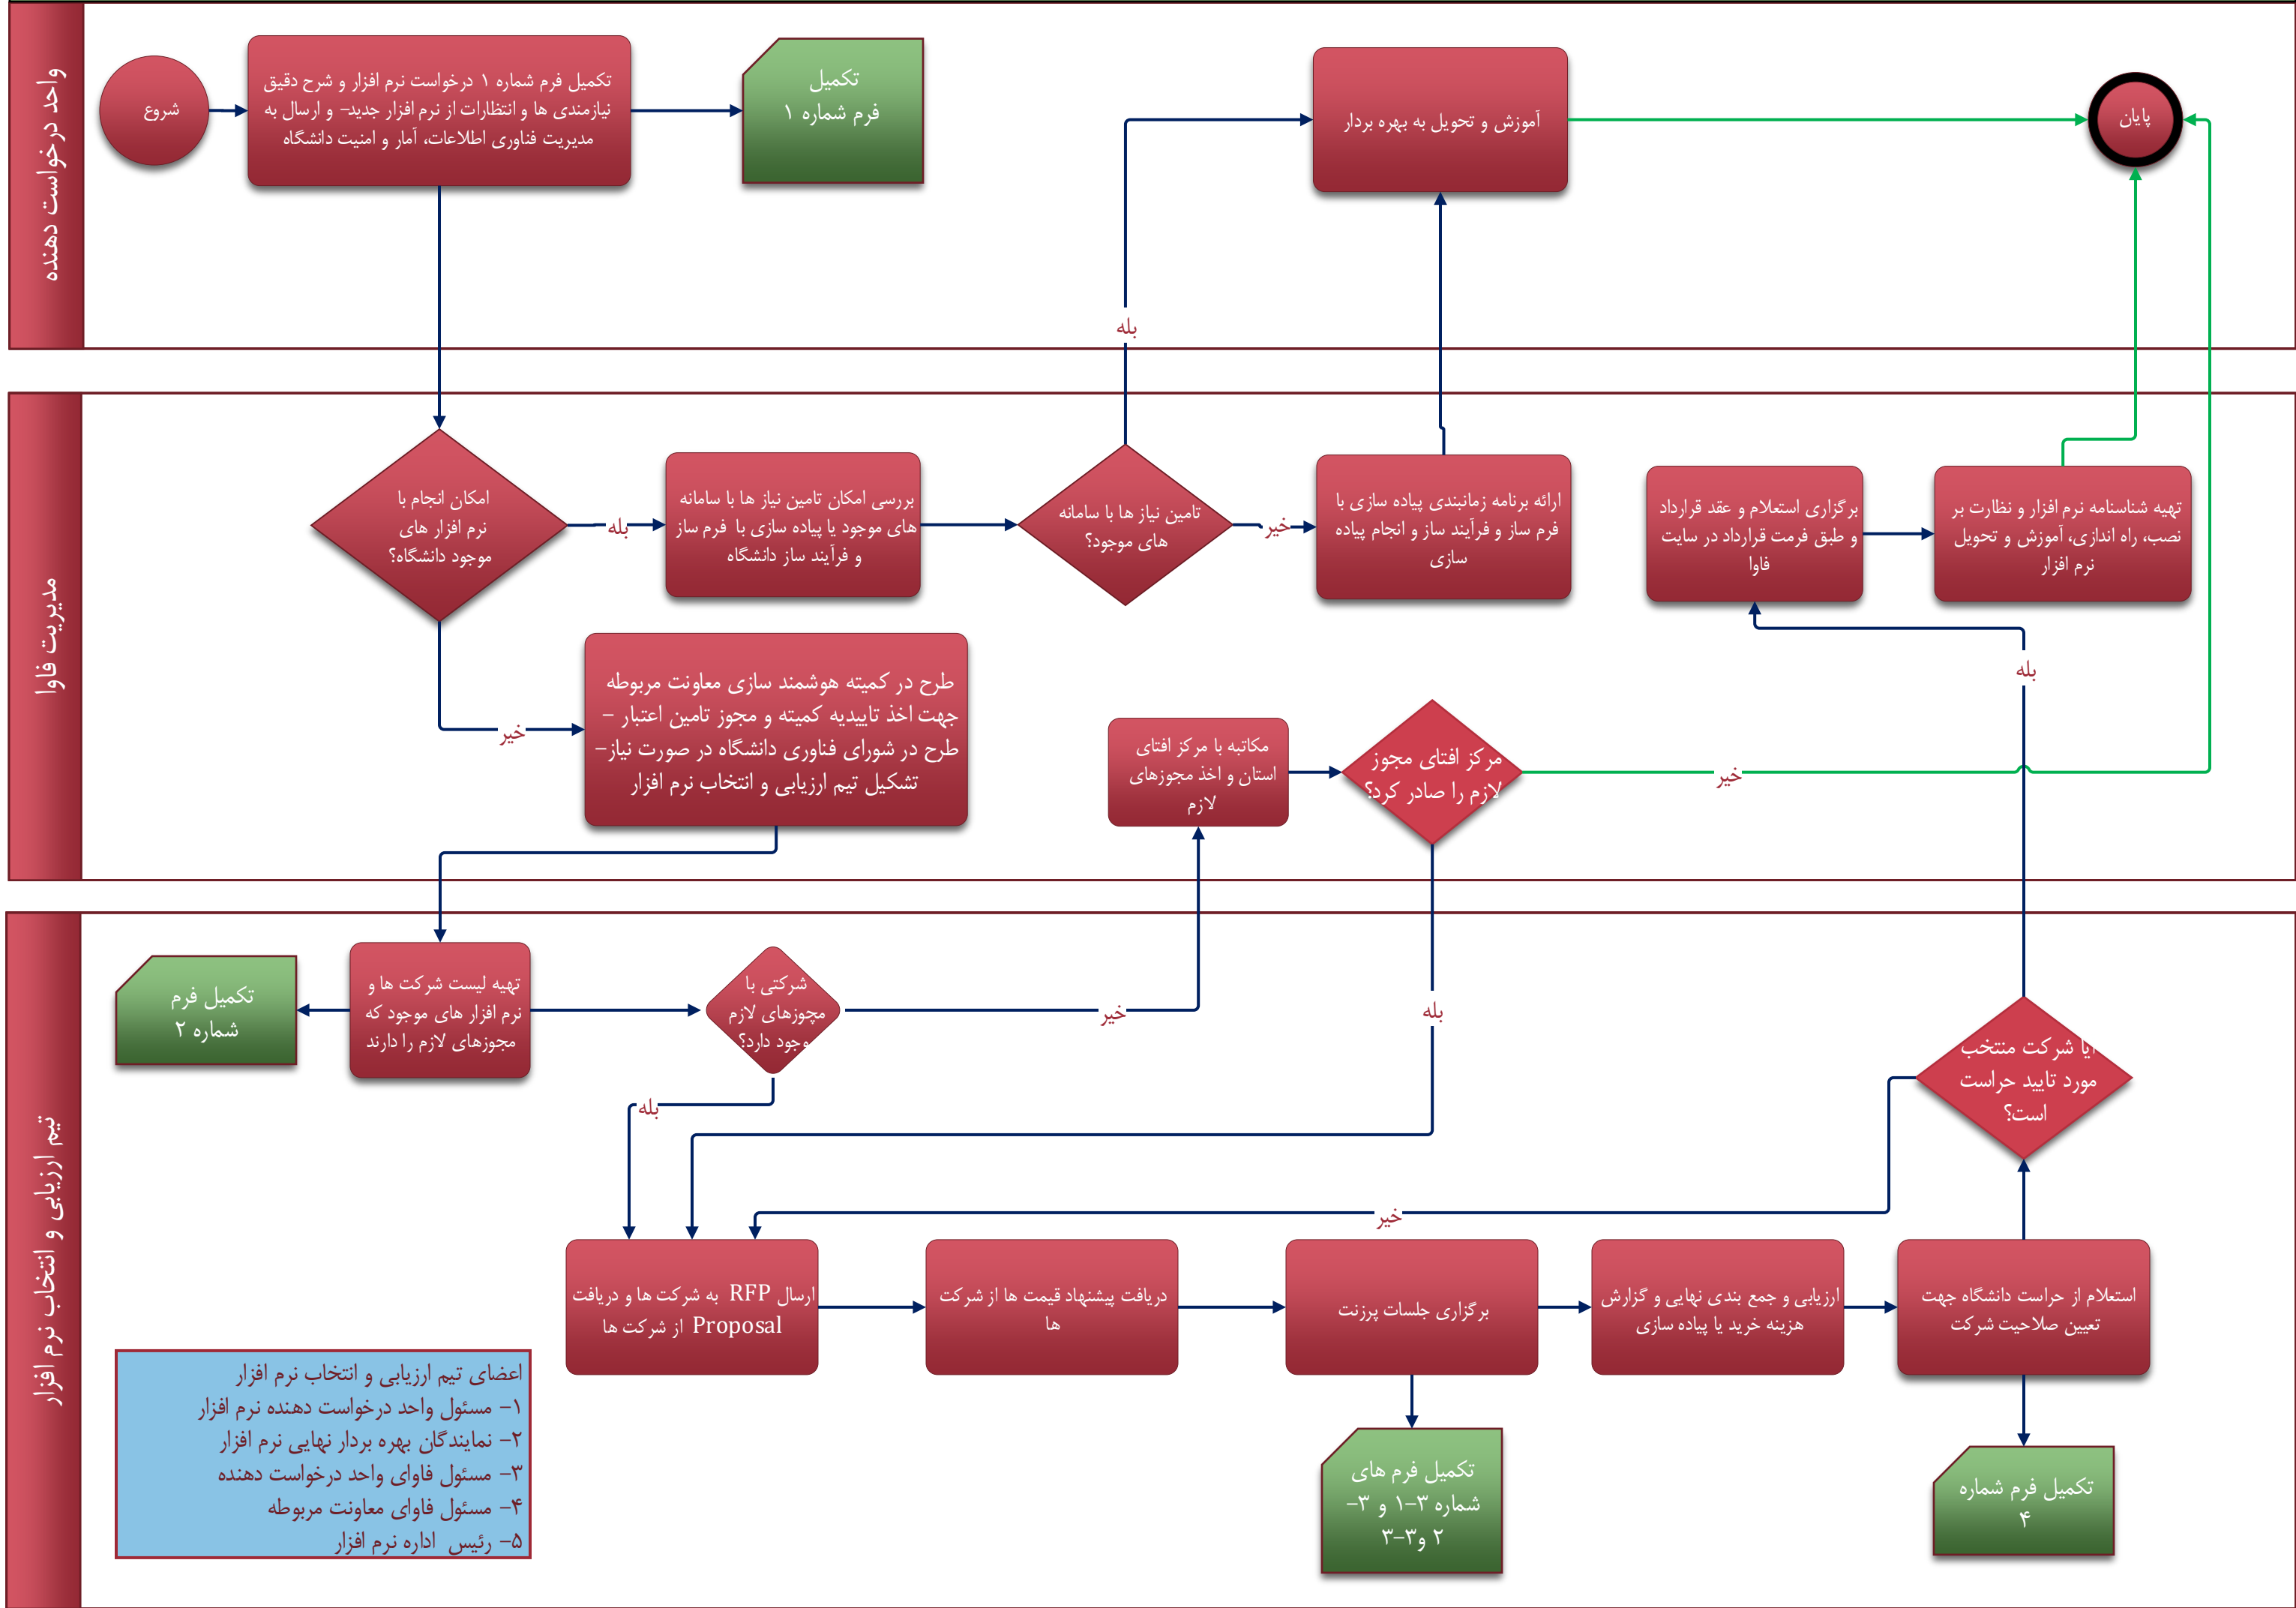 واحد درخواست دهنده
شروع
تکمیل فرم شماره ۱ درخواست نرم افزار و شرح دقیق
نیازمندی ها و انتظارات از نرم افزار جدید- و ارسال به
مدیریت فناوری اطلاعات، آمار و امنیت دانشگاه
تکمیل
فرم شماره ۱
آموزش و تحویل به بهره بردار
پایان
بله
مدیریت فاوا
امکان انجام با
نرم افزار های
موجود دانشگاه؟
بله
بررسی امکان تامین نیاز ها با سامانه
های موجود یا پیاده سازی با فرم ساز
و فرآیند ساز دانشگاه
تامین نیاز ها با سامانه
های موجود؟
خیر
ارائه برنامه زمانبندی پیاده سازی با
فرم ساز و فرآیند ساز و انجام پیاده
سازی
برگزاری استعلام و عقد قرارداد
و طبق فرمت قرارداد در سایت
فاوا
تهیه شناسنامه نرم افزار و نظارت بر
نصب، راه اندازی، آموزش و تحویل
نرم افزار
بله
خیر
طرح در کمیته هوشمند سازی معاونت مربوطه
جهت اخذ تاییدیه کمیته و مجوز تامین اعتبار -
طرح در شورای فناوری دانشگاه در صورت نیاز-
تشکیل تیم ارزیابی و انتخاب نرم افزار
مکاتبه با مرکز افتای
استان و اخذ مجوزهای
لازم
مرکز افتای مجوز
لازم را صادر کرد؟
خیر
تیم ارزیابی و انتخاب نرم افزار
تکمیل فرم
شماره ۲
تهیه لیست شرکت ها و
نرم افزار های موجود که
مجوزهای لازم را دارند
شرکتی با
مجوزهای لازم
وجود دارد؟
خیر
بله
بله
آیا شرکت منتخب
مورد تایید حراست
است؟
خیر
ارسال RFP به شرکت ها و دریافت
Proposal از شرکت ها
دریافت پیشنهاد قیمت ها از شرکت
ها
برگزاری جلسات پرزنت
ارزیابی و جمع بندی نهایی و گزارش
هزینه خرید یا پیاده سازی
استعلام از حراست دانشگاه جهت
تعیین صلاحیت شرکت
تکمیل فرم های
شماره ۳-۱ و ۳-
۲ و۳-۳
تکمیل فرم شماره
۴
اعضای تیم ارزیابی و انتخاب نرم افزار
۱- مسئول واحد درخواست دهنده نرم افزار
۲- نمایندگان بهره بردار نهایی نرم افزار
۳- مسئول فاوای واحد درخواست دهنده
۴- مسئول فاوای معاونت مربوطه
۵- رئیس اداره نرم افزار